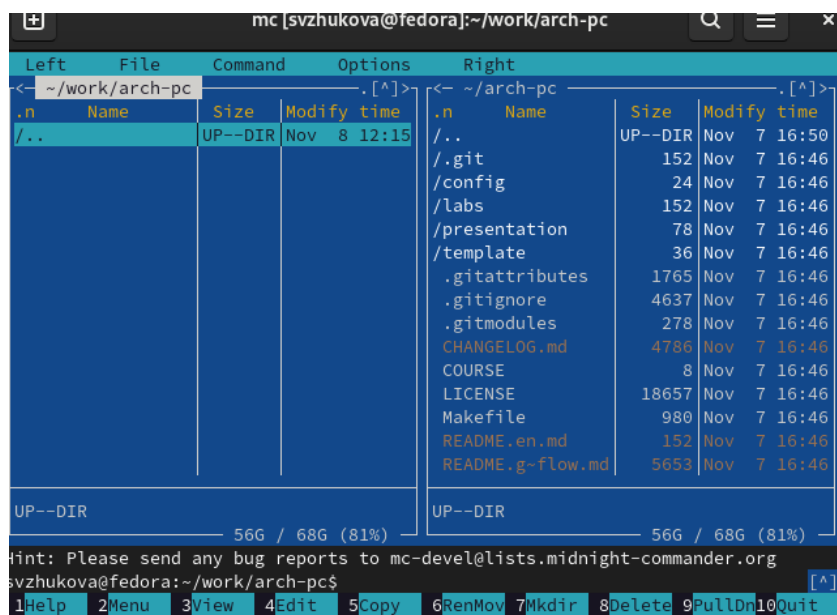 mc [svzhukova@fedora]:~/work/arch-pc
Left File Command Options Right
<— ~/work/arch-pc .[^]>
.n Name Size Modify time
/.. UP--DIR Nov 8 12:15
UP--DIR
56G / 68G (81%)
<— ~/arch-pc .[^]>
.n Name Size Modify time
/.. UP--DIR Nov 7 16:50
/.git 152 Nov 7 16:46
/config 24 Nov 7 16:46
/labs 152 Nov 7 16:46
/presentation 78 Nov 7 16:46
/template 36 Nov 7 16:46
.gitattributes 1765 Nov 7 16:46
.gitignore 4637 Nov 7 16:46
.gitmodules 278 Nov 7 16:46
CHANGELOG.md 4786 Nov 7 16:46
COURSE 8 Nov 7 16:46
LICENSE 18657 Nov 7 16:46
Makefile 980 Nov 7 16:46
README.en.md 152 Nov 7 16:46
README.g~flow.md 5653 Nov 7 16:46
UP--DIR
56G / 68G (81%)
Hint: Please send any bug reports to mc-devel@lists.midnight-commander.org
svzhukova@fedora:~/work/arch-pc$ [^]
1Help 2Menu 3View 4Edit 5Copy 6RenMov 7Mkdir 8Delete 9PullDn 10Quit